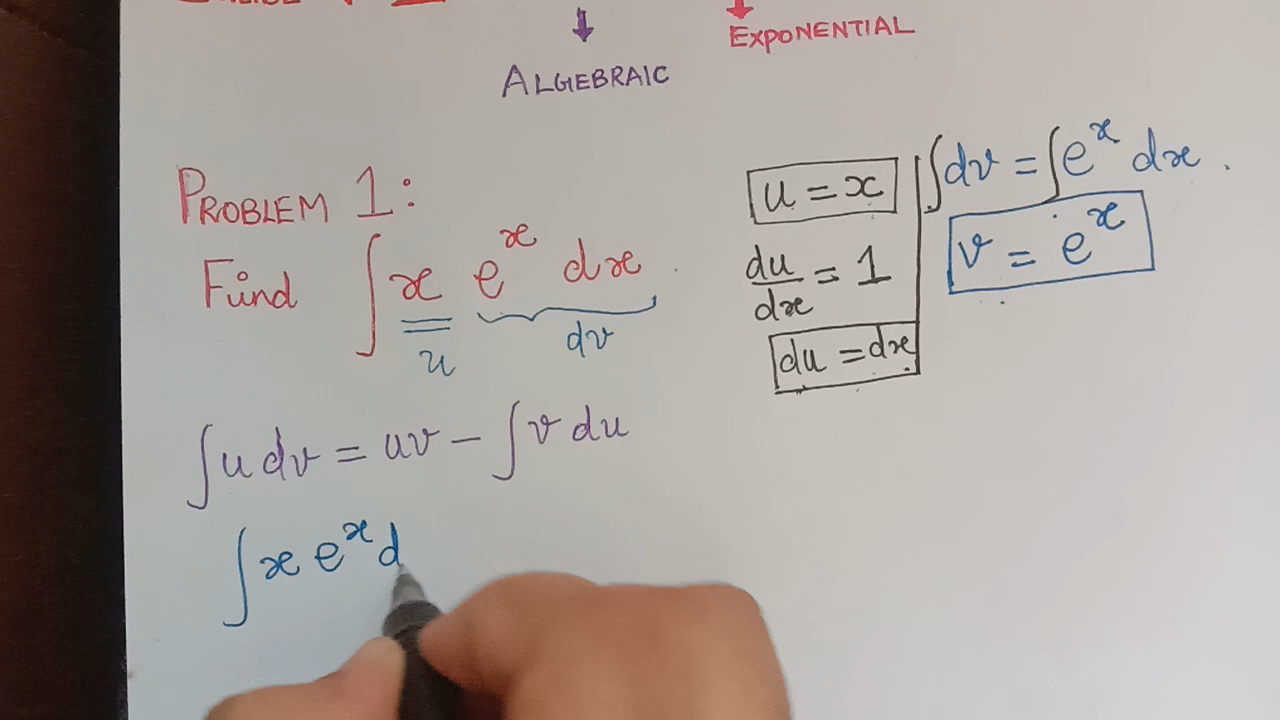 ALGEBRAIC
EXPONENTIAL
PROBLEM 1:
Find ∫ x e^x dx.
u dv
u = x
du/dx = 1
du = dx
∫dv = ∫e^x dx.
v = e^x
∫u dv = uv − ∫v du
∫x e^x d